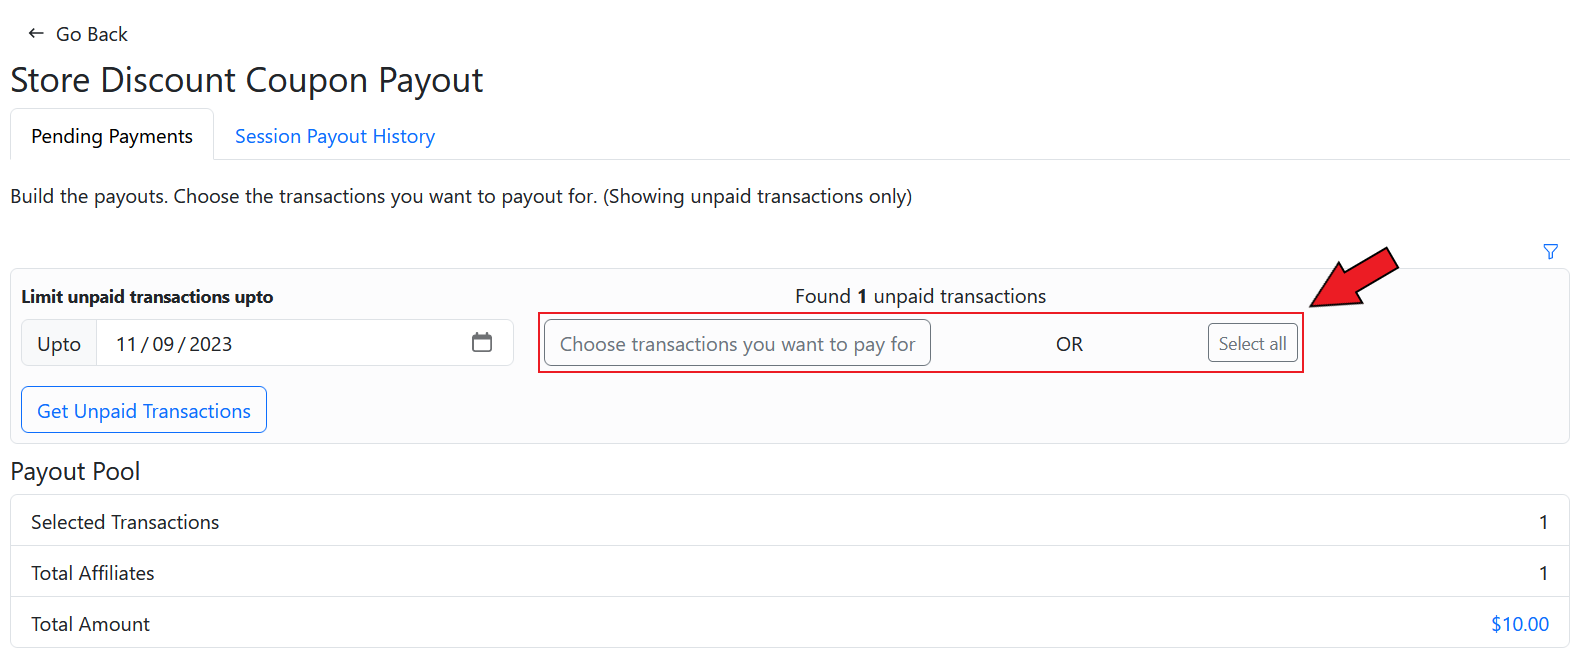 ← Go Back
Store Discount Coupon Payout
Pending Payments Session Payout History
Build the payouts. Choose the transactions you want to payout for. (Showing unpaid transactions only)
Limit unpaid transactions upto
Found 1 unpaid transactions
Upto 11/09/2023
Choose transactions you want to pay for OR Select all
Get Unpaid Transactions
Payout Pool
Selected Transactions 1
Total Affiliates 1
Total Amount $10.00